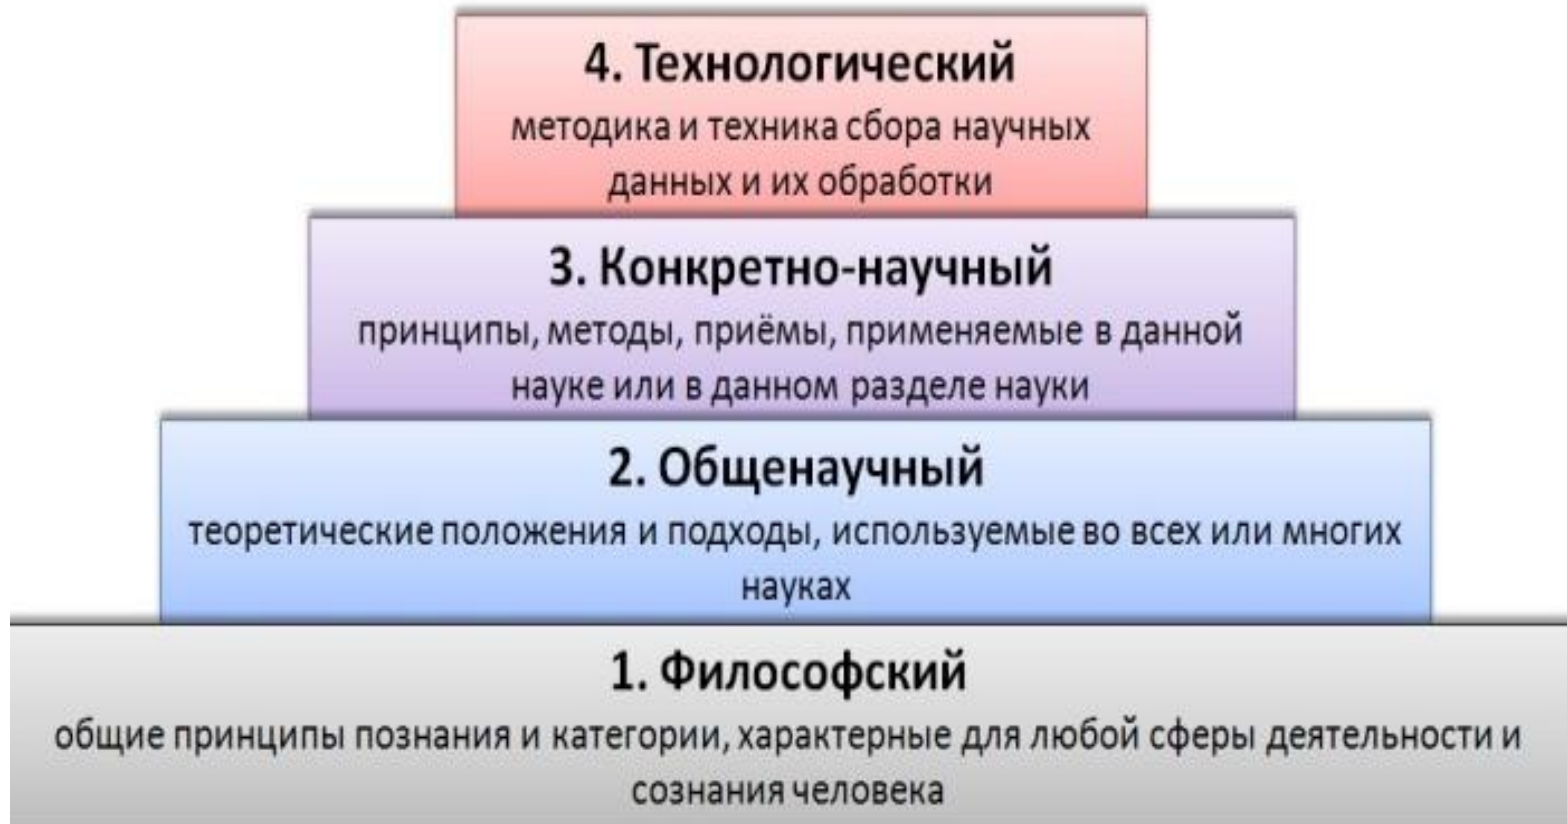 4. Технологический
методика и техника сбора научных
данных и их обработки
3. Конкретно-научный
принципы, методы, приёмы, применяемые в данной
науке или в данном разделе науки
2. Общенаучный
теоретические положения и подходы, используемые во всех или многих
науках
1. Философский
общие принципы познания и категории, характерные для любой сферы деятельности и
сознания человека